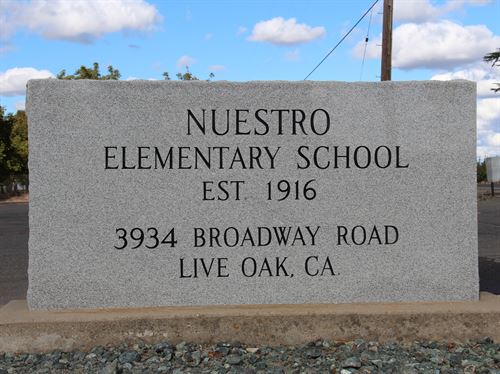 NUESTRO
ELEMENTARY SCHOOL
EST. 1916
3934 BROADWAY ROAD
LIVE OAK, CA.